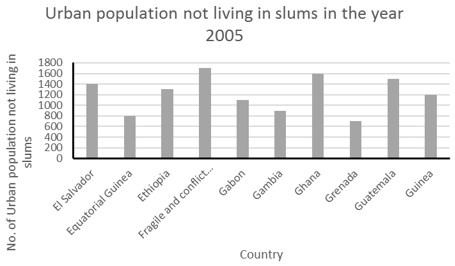 Urban population not living in slums in the year
2005
No. of Urban population not living in
slums
1800
1600
1400
1200
1000
800
600
400
200
0
El Salvador
Equatorial Guinea
Ethiopia
Fragile and conflict...
Gabon
Gambia
Ghana
Grenada
Guatemala
Guinea
Country